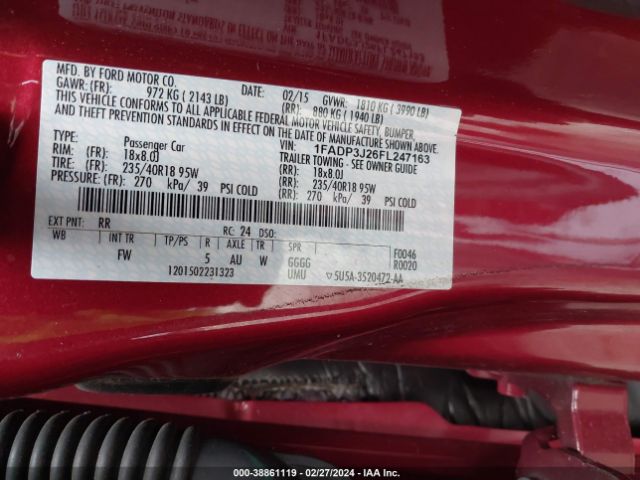 MFD. BY FORD MOTOR CO.
DATE: 02/15 GVWR: 1810 KG ( 3990 LB)
GAWR: (FR): 972 KG ( 2143 LB) (RR): 880 KG ( 1940 LB)
THIS VEHICLE CONFORMS TO ALL APPLICABLE FEDERAL MOTOR VEHICLE SAFETY, BUMPER,
AND THEFT PREVENTION STANDARDS IN EFFECT ON THE DATE OF MANUFACTURE SHOWN ABOVE.
VIN: 1FADP3J26FL247163
TYPE: Passenger Car TRAILER TOWING - SEE OWNER GUIDE
RIM: (FR): 18x8.0J (RR): 18x8.0J
TIRE: (FR): 235/40R18 95W (RR): 235/40R18 95W
PRESSURE: (FR): 270 kPa/ 39 PSI COLD (RR): 270 kPa/ 39 PSI COLD
EXT PNT: RR RC: 24 DSO:
WB INT TR TP/PS R AXLE TR SPR F0046
FW 5 AU W GGGG R0020
1201502231323 UMU 5U5A-3520472-AA
000-38861119 - 02/27/2024 - IAA Inc.